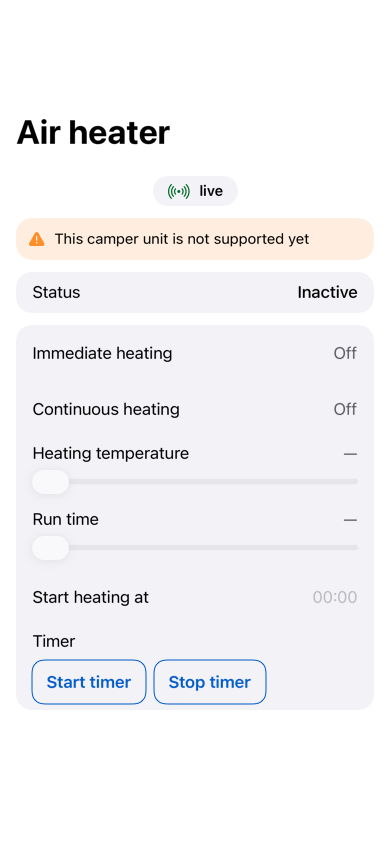 Air heater
live
This camper unit is not supported yet
Status Inactive
Immediate heating Off
Continuous heating Off
Heating temperature —
Run time —
Start heating at 00:00
Timer
Start timer Stop timer